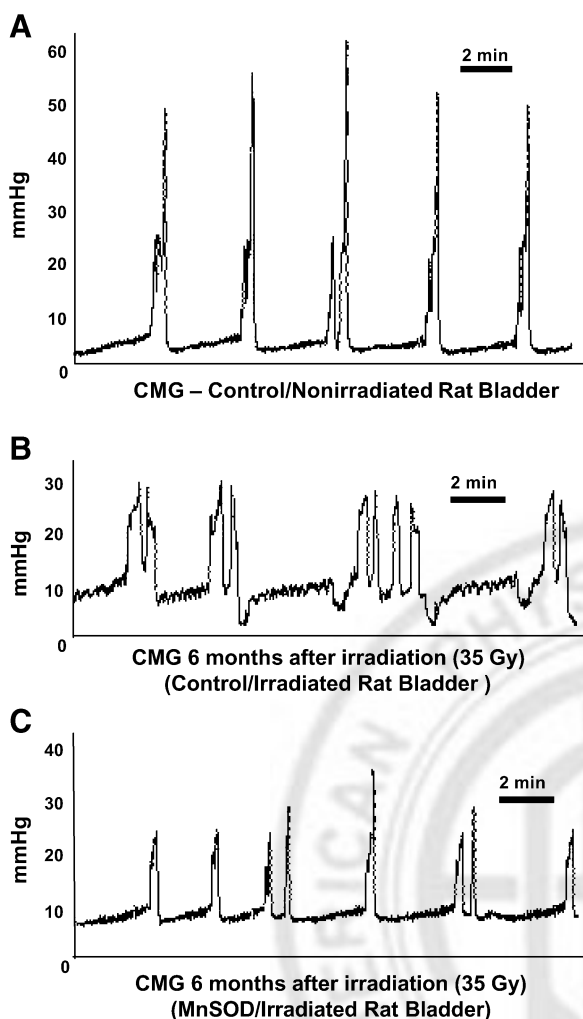 A
60
50
40
30
20
10
0
mmHg
2 min
CMG – Control/Nonirradiated Rat Bladder
B
30
20
10
0
mmHg
2 min
CMG 6 months after irradiation (35 Gy)
(Control/Irradiated Rat Bladder )
C
40
30
20
10
0
mmHg
2 min
CMG 6 months after irradiation (35 Gy)
(MnSOD/Irradiated Rat Bladder)